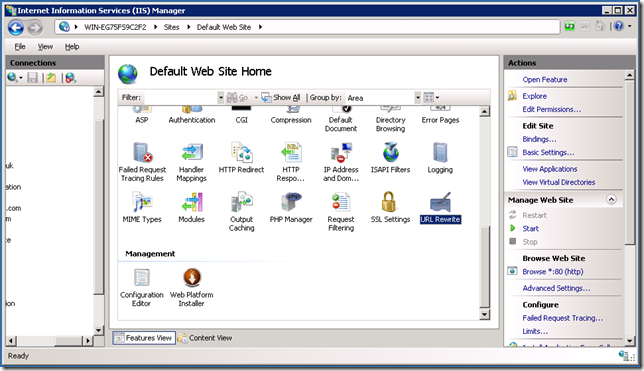 Internet Information Services (IIS) Manager
WIN-EG75FS9C2F2 Sites Default Web Site
File View Help
Connections
uk
ation
.com
m
te
ion
Default Web Site Home
Filter: Go Show All Group by: Area
ASP Authentication CGI Compression Default Document Directory Browsing Error Pages
Failed Request Tracing Rules Handler Mappings HTTP Redirect HTTP Respo... IP Address and Dom... ISAPI Filters Logging
MIME Types Modules Output Caching PHP Manager Request Filtering SSL Settings URL Rewrite
Management
Configuration Editor Web Platform Installer
Features View Content View
Actions
Open Feature
Explore
Edit Permissions...
Edit Site
Bindings...
Basic Settings...
View Applications
View Virtual Directories
Manage Web Site
Restart
Start
Stop
Browse Web Site
Browse *:80 (http)
Advanced Settings...
Configure
Failed Request Tracing...
Limits...
Ready